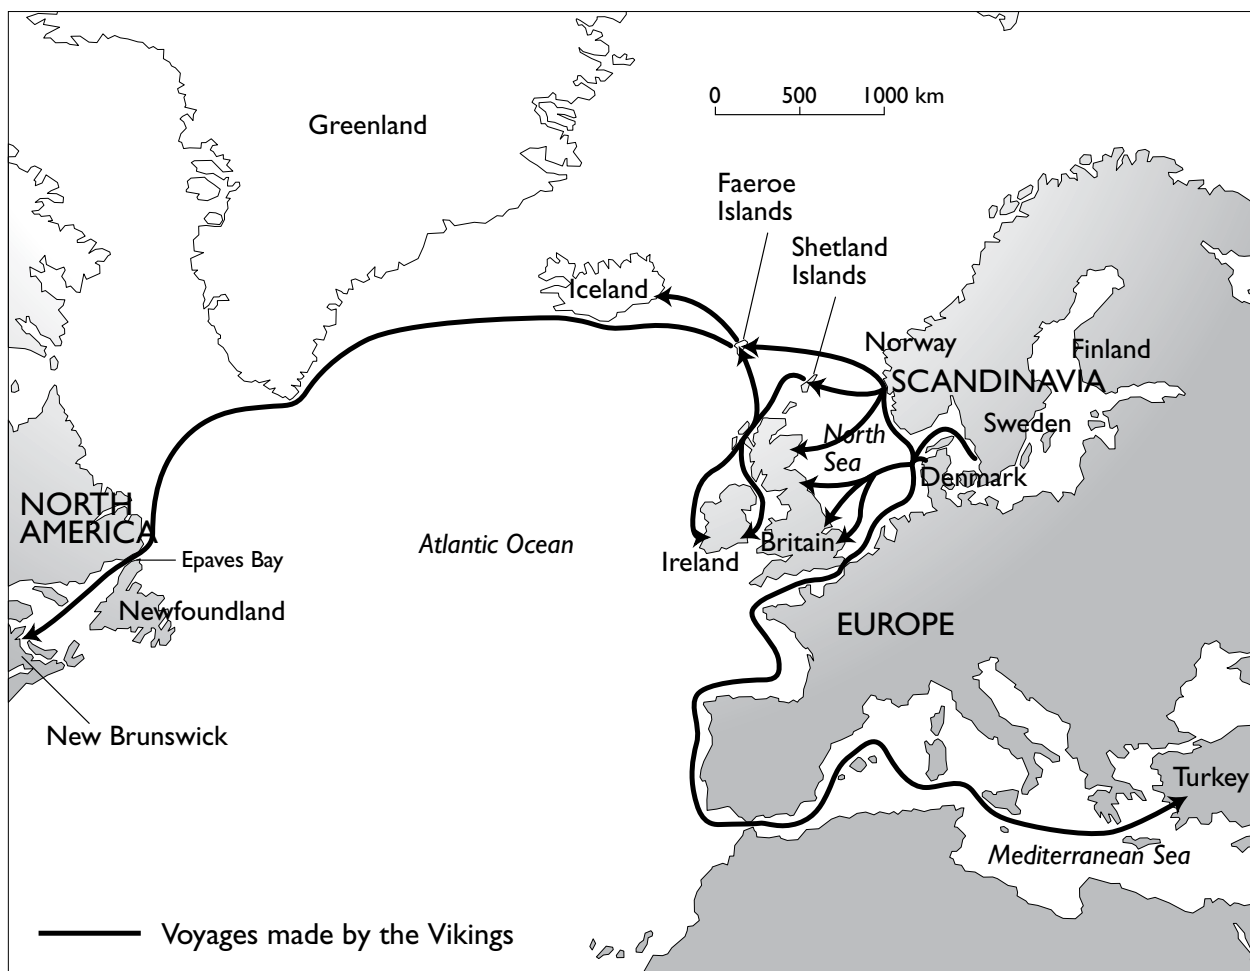 0 500 1000 km
Greenland
Faeroe
Islands
Shetland
Islands
Iceland
Norway
Finland
SCANDINAVIA
North
Sea
Sweden
Denmark
NORTH
AMERICA
Atlantic Ocean
Britain
Ireland
Epaves Bay
Newfoundland
EUROPE
New Brunswick
Turkey
Mediterranean Sea
Voyages made by the Vikings